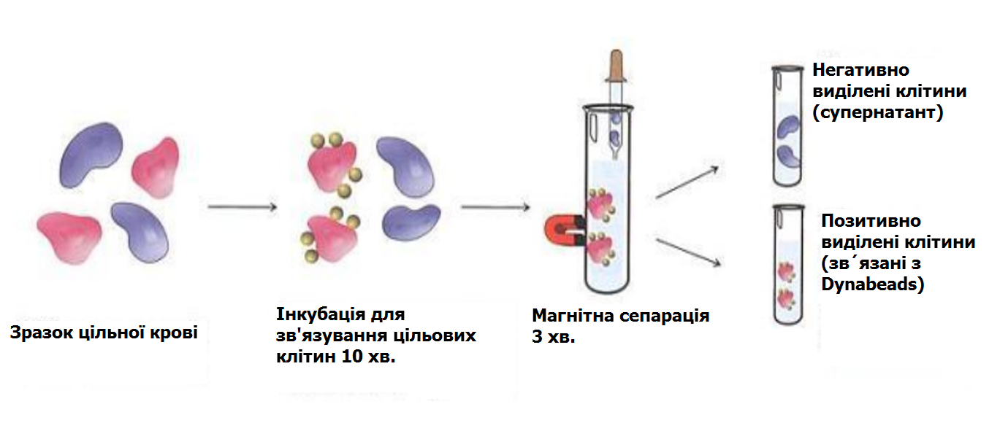 Зразок цільної крові
Інкубація для
зв'язування цільових
клітин 10 хв.
Магнітна сепарація
3 хв.
Негативно
виділені клітини
(супернатант)
Позитивно
виділені клітини
(зв´язані з
Dynabeads)